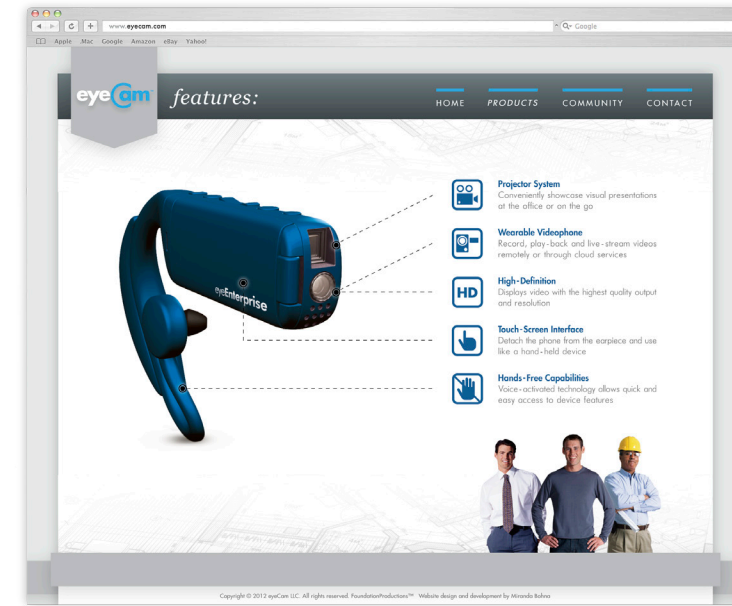 www.eyecam.com
Google
Apple .Mac Google Amazon eBay Yahoo!
eyeCam
features:
HOME PRODUCTS COMMUNITY CONTACT
Projector System
Conveniently showcase visual presentations
at the office or on the go
Wearable Videophone
Record, play-back and live-stream videos
remotely or through cloud services
HD
High-Definition
Displays video with the highest quality output
and resolution
Touch-Screen Interface
Detach the phone from the earpiece and use
like a hand-held device
Hands-Free Capabilities
Voice-activated technology allows quick and
easy access to device features
eyeEnterprise
Copyright © 2012 eyeCam LLC. All rights reserved. FoundationProductions™ Website design and development by Miranda Bohna